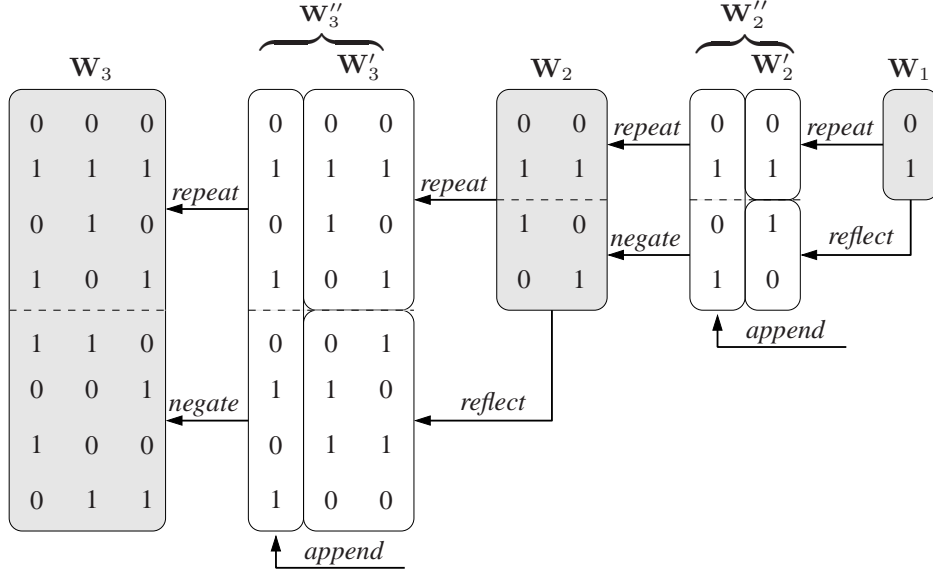 W₃″ W₂″
W₃ W₃′ W₂ W₂′ W₁
0 0 0 0 0 0 0 0 repeat 0 0 repeat 0
1 1 1 1 1 1 1 1 1 1 1
repeat repeat
0 1 0 0 1 0 1 0 negate 0 1 reflect
1 0 1 1 0 1 0 1 1 0
1 1 0 0 0 1 append
0 0 1 1 1 0
negate reflect
1 0 0 0 1 1
0 1 1 1 0 0
append